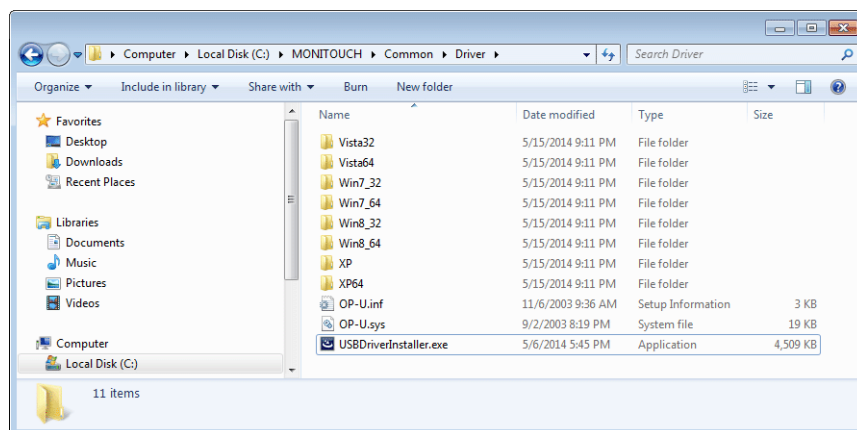 Computer ▸ Local Disk (C:) ▸ MONITOUCH ▸ Common ▸ Driver ▸ Search Driver
Organize ▾ Include in library ▾ Share with ▾ Burn New folder
Name Date modified Type Size
Favorites
Desktop
Downloads
Recent Places
Libraries
Documents
Music
Pictures
Videos
Computer
Local Disk (C:)
Vista32 5/15/2014 9:11 PM File folder
Vista64 5/15/2014 9:11 PM File folder
Win7_32 5/15/2014 9:11 PM File folder
Win7_64 5/15/2014 9:11 PM File folder
Win8_32 5/15/2014 9:11 PM File folder
Win8_64 5/15/2014 9:11 PM File folder
XP 5/15/2014 9:11 PM File folder
XP64 5/15/2014 9:11 PM File folder
OP-U.inf 11/6/2003 9:36 AM Setup Information 3 KB
OP-U.sys 9/2/2003 8:19 PM System file 19 KB
USBDriverInstaller.exe 5/6/2014 5:45 PM Application 4,509 KB
11 items